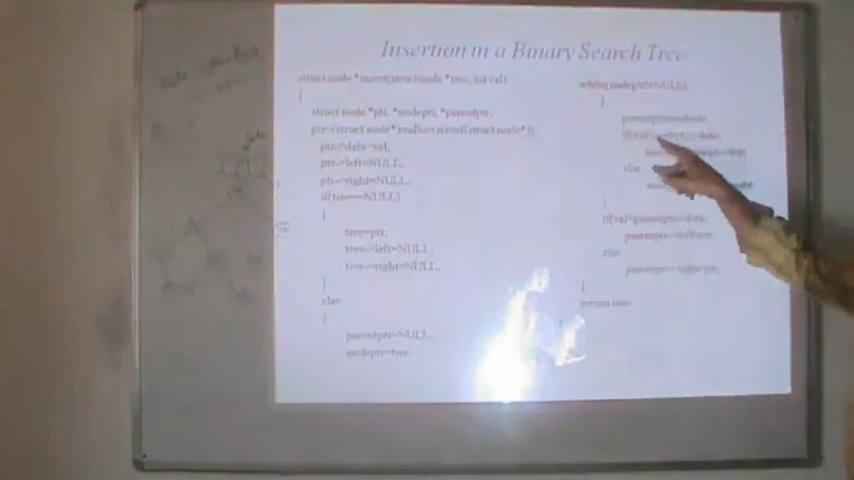 Insertion in a Binary Search Tree
struct node *insert(struct node *tree, int val)
{
struct node *ptr, *nodeptr, *parentptr;
ptr=(struct node*)malloc(sizeof(struct node*));
ptr->data=val;
ptr->left=NULL;
ptr->right=NULL;
if(tree==NULL)
{
tree=ptr;
tree->left=NULL;
tree->right=NULL;
}
else
{
parentptr=NULL;
nodeptr=tree;
while(nodeptr!=NULL)
{
parentptr=nodeptr;
else
}
if(val<parentptr->data)
parentptr->left=ptr;
else
parentptr->right=ptr;
}
return tree;